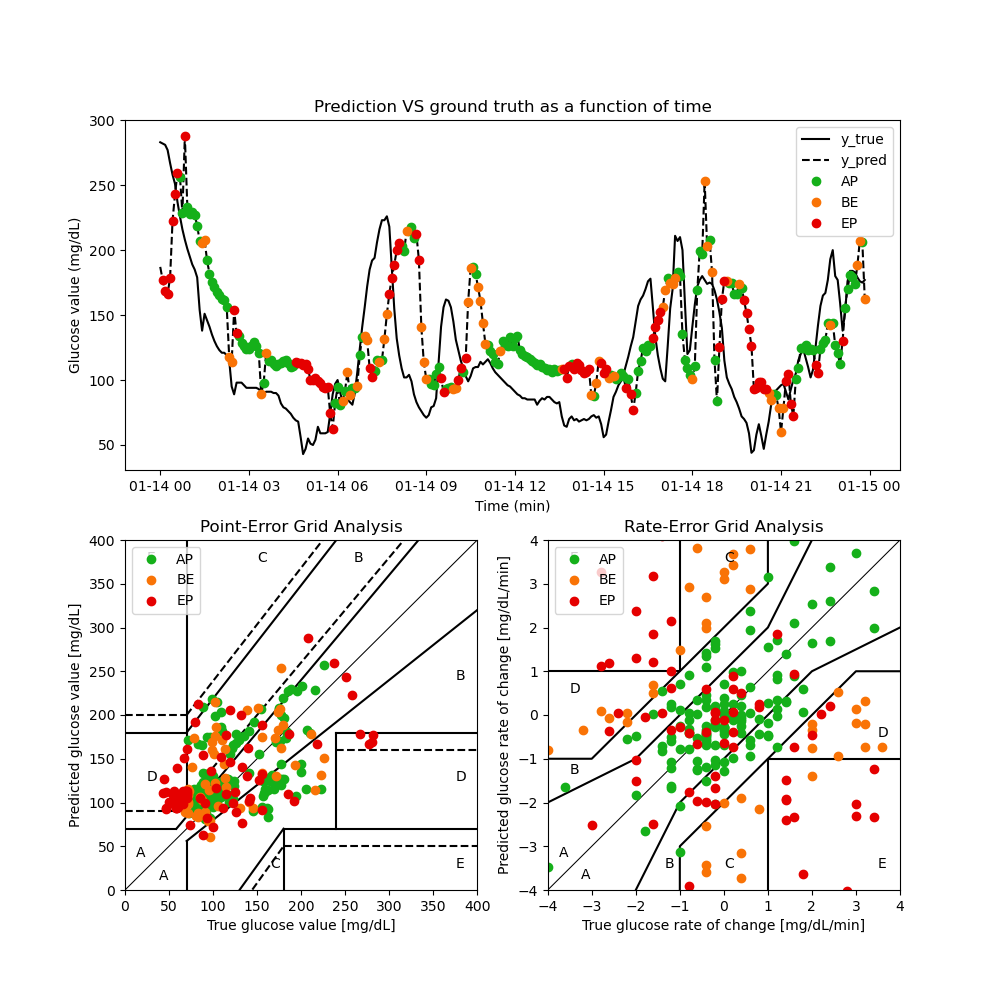 Prediction VS ground truth as a function of time
Glucose value (mg/dL)
300
250
200
150
100
50
y_true
y_pred
AP
BE
EP
01-14 00 01-14 03 01-14 06 01-14 09 01-14 12 01-14 15 01-14 18 01-14 21 01-15 00
Time (min)
Point-Error Grid Analysis
Predicted glucose value [mg/dL]
400
350
300
250
200
150
100
50
0
AP
BE
EP
C B
B
D D
A
A
C E
0 50 100 150 200 250 300 350 400
True glucose value [mg/dL]
Rate-Error Grid Analysis
Predicted glucose rate of change [mg/dL/min]
4
3
2
1
0
−1
−2
−3
−4
AP
BE
EP
C
D
D
B
A
A
B C E
−4 −3 −2 −1 0 1 2 3 4
True glucose rate of change [mg/dL/min]